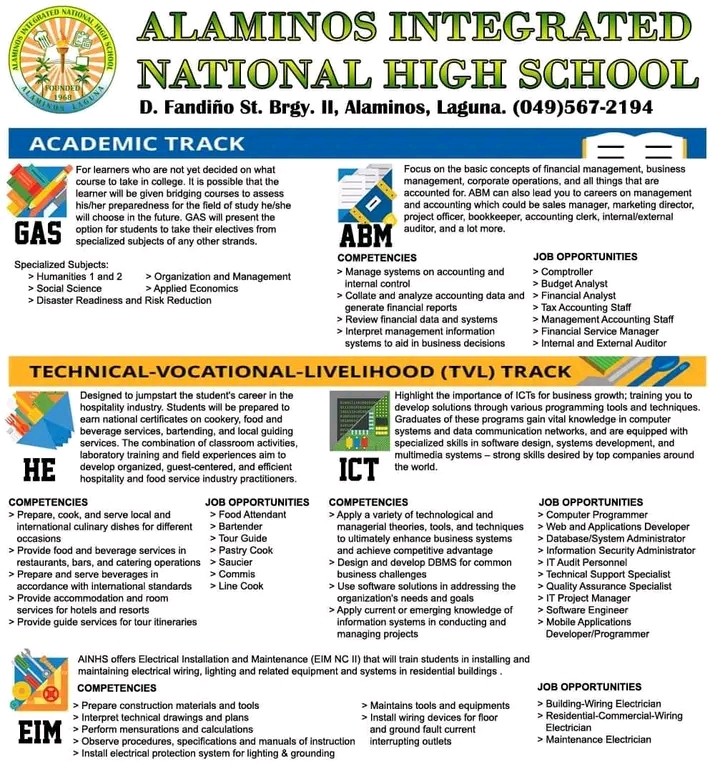 ALAMINOS INTEGRATED NATIONAL HIGH SCHOOL
ALAMINOS LAGUNA
FOUNDED
1968
ALAMINOS INTEGRATED
NATIONAL HIGH SCHOOL
D. Fandiño St. Brgy. II, Alaminos, Laguna. (049)567-2194
ACADEMIC TRACK
GAS
For learners who are not yet decided on what
course to take in college. It is possible that the
learner will be given bridging courses to assess
his/her preparedness for the field of study he/she
will choose in the future. GAS will present the
option for students to take their electives from
specialized subjects of any other strands.
Specialized Subjects:
> Humanities 1 and 2
> Organization and Management
> Social Science
> Applied Economics
> Disaster Readiness and Risk Reduction
ABM
Focus on the basic concepts of financial management, business
management, corporate operations, and all things that are
accounted for. ABM can also lead you to careers on management
and accounting which could be sales manager, marketing director,
project officer, bookkeeper, accounting clerk, internal/external
auditor, and a lot more.
COMPETENCIES
> Manage systems on accounting and
internal control
> Collate and analyze accounting data and
generate financial reports
> Review financial data and systems
> Interpret management information
systems to aid in business decisions
JOB OPPORTUNITIES
> Comptroller
> Budget Analyst
> Financial Analyst
> Tax Accounting Staff
> Management Accounting Staff
> Financial Service Manager
> Internal and External Auditor
TECHNICAL-VOCATIONAL-LIVELIHOOD (TVL) TRACK
HE
Designed to jumpstart the student's career in the
hospitality industry. Students will be prepared to
earn national certificates on cookery, food and
beverage services, bartending, and local guiding
services. The combination of classroom activities,
laboratory training and field experiences aim to
develop organized, guest-centered, and efficient
hospitality and food service industry practitioners.
COMPETENCIES
> Prepare, cook, and serve local and
international culinary dishes for different
occasions
> Provide food and beverage services in
restaurants, bars, and catering operations
> Prepare and serve beverages in
accordance with international standards
> Provide accommodation and room
services for hotels and resorts
> Provide guide services for tour itineraries
JOB OPPORTUNITIES
> Food Attendant
> Bartender
> Tour Guide
> Pastry Cook
> Saucier
> Commis
> Line Cook
ICT
Highlight the importance of ICTs for business growth; training you to
develop solutions through various programming tools and techniques.
Graduates of these programs gain vital knowledge in computer
systems and data communication networks, and are equipped with
specialized skills in software design, systems development, and
multimedia systems – strong skills desired by top companies around
the world.
COMPETENCIES
> Apply a variety of technological and
managerial theories, tools, and techniques
to ultimately enhance business systems
and achieve competitive advantage
> Design and develop DBMS for common
business challenges
> Use software solutions in addressing the
organization's needs and goals
> Apply current or emerging knowledge of
information systems in conducting and
managing projects
JOB OPPORTUNITIES
> Computer Programmer
> Web and Applications Developer
> Database/System Administrator
> Information Security Administrator
> IT Audit Personnel
> Technical Support Specialist
> Quality Assurance Specialist
> IT Project Manager
> Software Engineer
> Mobile Applications
Developer/Programmer
EIM
AINHS offers Electrical Installation and Maintenance (EIM NC II) that will train students in installing and
maintaining electrical wiring, lighting and related equipment and systems in residential buildings .
COMPETENCIES
> Prepare construction materials and tools
> Interpret technical drawings and plans
> Perform mensurations and calculations
> Observe procedures, specifications and manuals of instruction
> Install electrical protection system for lighting & grounding
> Maintains tools and equipments
> Install wiring devices for floor
and ground fault current
interrupting outlets
JOB OPPORTUNITIES
> Building-Wiring Electrician
> Residential-Commercial-Wiring
Electrician
> Maintenance Electrician